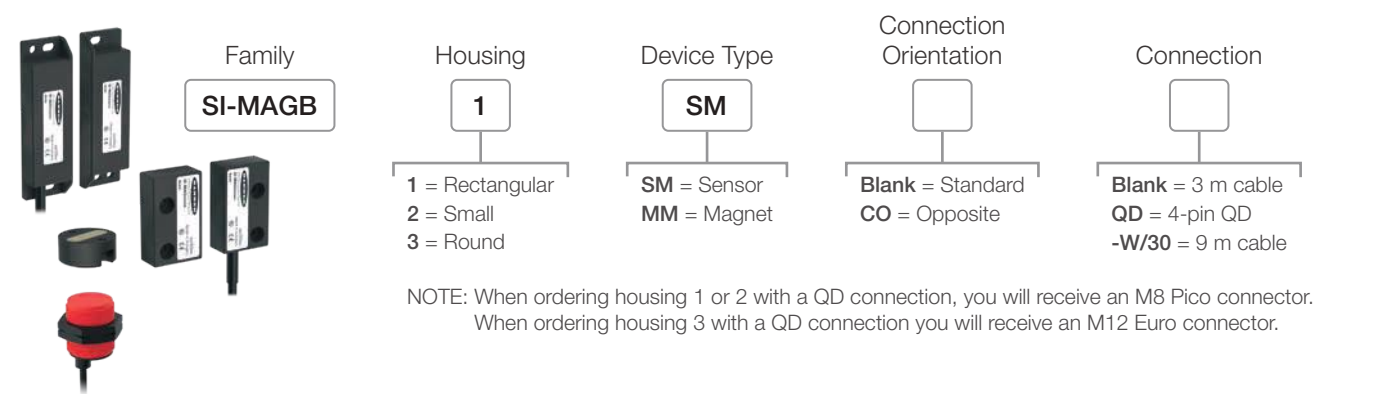 Family
Housing
Device Type
Connection
Orientation
Connection
SI-MAGB
1
SM
1 = Rectangular
2 = Small
3 = Round
SM = Sensor
MM = Magnet
Blank = Standard
CO = Opposite
Blank = 3 m cable
QD = 4-pin QD
-W/30 = 9 m cable
NOTE: When ordering housing 1 or 2 with a QD connection, you will receive an M8 Pico connector.
When ordering housing 3 with a QD connection you will receive an M12 Euro connector.